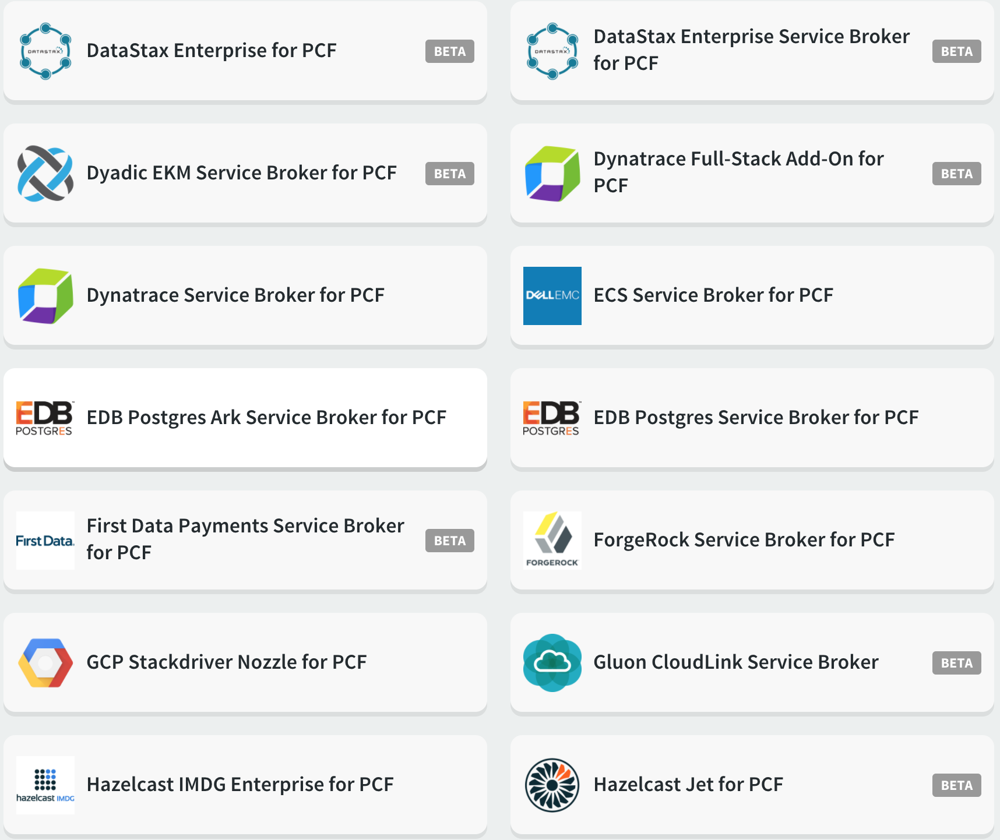 DATASTAX
DataStax Enterprise for PCF
BETA
DATASTAX
DataStax Enterprise Service Broker
for PCF
BETA
Dyadic EKM Service Broker for PCF
BETA
Dynatrace Full-Stack Add-On for
PCF
BETA
Dynatrace Service Broker for PCF
DELLEMC
ECS Service Broker for PCF
EDB™
POSTGRES
EDB Postgres Ark Service Broker for PCF
EDB™
POSTGRES
EDB Postgres Service Broker for PCF
First Data.
First Data Payments Service Broker
for PCF
BETA
FORGEROCK
ForgeRock Service Broker for PCF
GCP Stackdriver Nozzle for PCF
Gluon CloudLink Service Broker
BETA
hazelcast IMDG
Hazelcast IMDG Enterprise for PCF
Hazelcast Jet for PCF
BETA